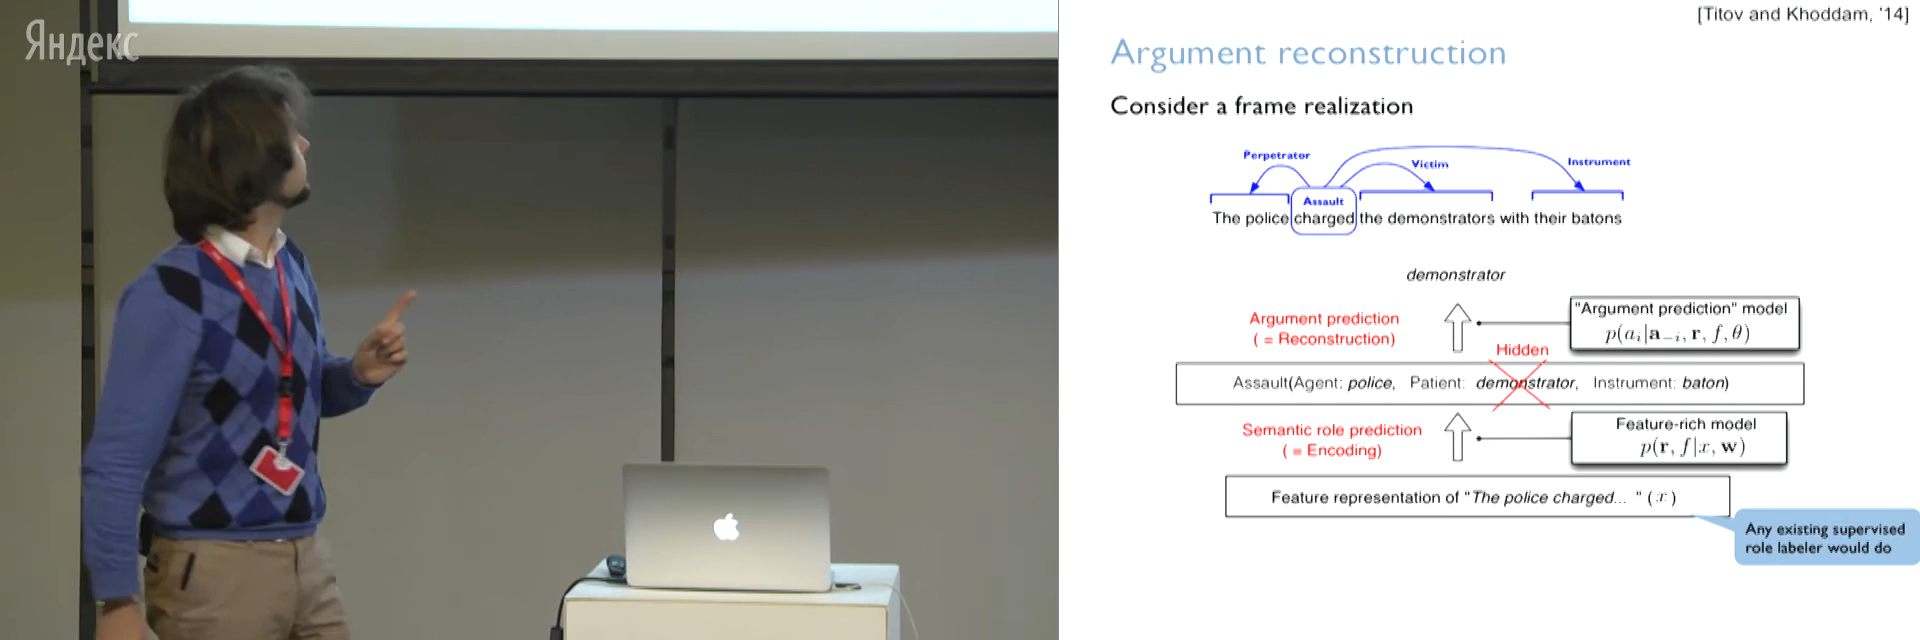 Яндекс
[Titov and Khoddam, '14]
Argument reconstruction
Consider a frame realization
Perpetrator
Victim
Instrument
Assault
The police charged the demonstrators with their batons
demonstrator
Argument prediction
( = Reconstruction)
"Argument prediction" model
p(a_i|a_{-i}, r, f, θ)
Hidden
Assault(Agent: police, Patient: demonstrator, Instrument: baton)
Semantic role prediction
( = Encoding)
Feature-rich model
p(r, f|x, w)
Feature representation of "The police charged... " ( x )
Any existing supervised
role labeler would do